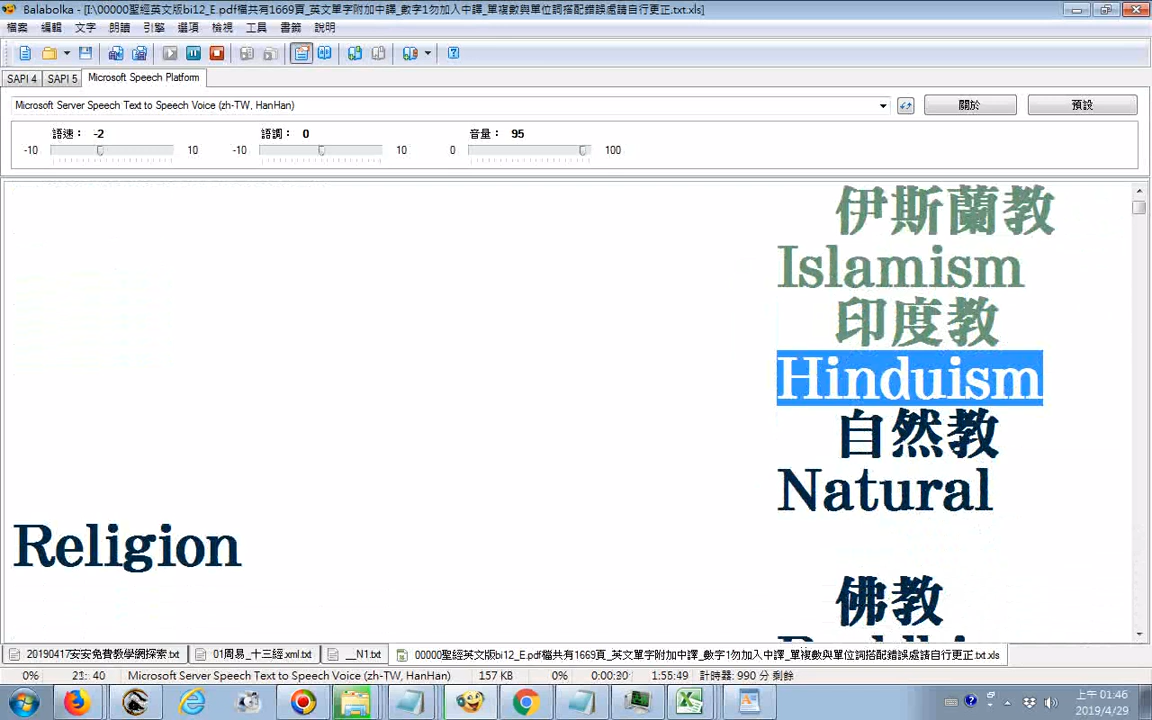 Balabolka - [I:\00000聖經英文版bi12_E.pdf檔共有1669頁_英文單字附加中譯_數字1勿加入中譯_單複數與單位詞搭配錯誤處請自行更正.txt.xls]
檔案 編輯 文字 朗讀 引擎 選項 檢視 工具 書籤 說明
SAPI 4 SAPI 5 Microsoft Speech Platform
Microsoft Server Speech Text to Speech Voice (zh-TW, HanHan) 關於 預設
語速： -2 語調： 0 音量： 95
-10 10 -10 10 0 100
伊斯蘭教
Islamism
印度教
Hinduism
自然教
Natural
Religion
佛教
20190417安安免費教學網探索.txt 01周易_十三經.xml.txt __N1.txt 00000聖經英文版bi12_E.pdf檔共有1669頁_英文單字附加中譯_數字1勿加入中譯_單複數與單位詞搭配錯誤處請自行更正.txt.xls
0% 21: 40 Microsoft Server Speech Text to Speech Voice (zh-TW, HanHan) 157 KB 0% 0:00:30 1:55:49 計時器: 990 分 剩餘
上午 01:46
2019/4/29